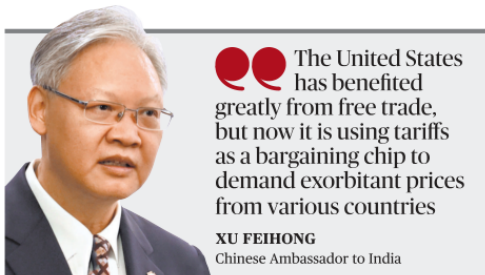 The United States
has benefited
greatly from free trade,
but now it is using tariffs
as a bargaining chip to
demand exorbitant prices
from various countries
XU FEIHONG
Chinese Ambassador to India